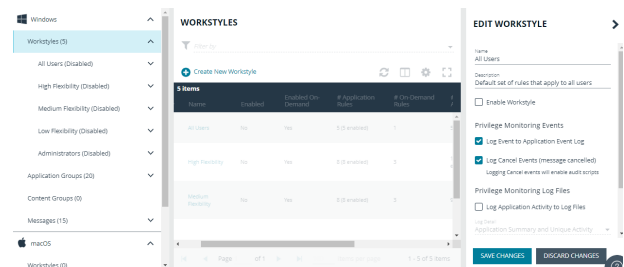 Windows
Workstyles (5)
All Users (Disabled)
High Flexibility (Disabled)
Medium Flexibility (Disabled)
Low Flexibility (Disabled)
Administrators (Disabled)
Application Groups (20)
Content Groups (0)
Messages (15)
macOS
Workstyles (0)
WORKSTYLES
Filter by
Create New Workstyle
5 items
Name
Enabled
Enabled On-Demand
# Application Rules
# On-Demand Rules
All Users
No
Yes
1
High Flexibility
No
Yes
Medium Flexibility
No
Yes
Page
of 1
items per page
1 - 5 of 5 items
EDIT WORKSTYLE
Name
All Users
Description
Default set of rules that apply to all users
Enable Workstyle
Privilege Monitoring Events
Log Event to Application Event Log
Log Cancel Events (message cancelled)
Logging Cancel events will enable audit scripts
Privilege Monitoring Log Files
Log Application Activity to Log Files
Application Summary and Unique Activity
SAVE CHANGES
DISCARD CHANGES